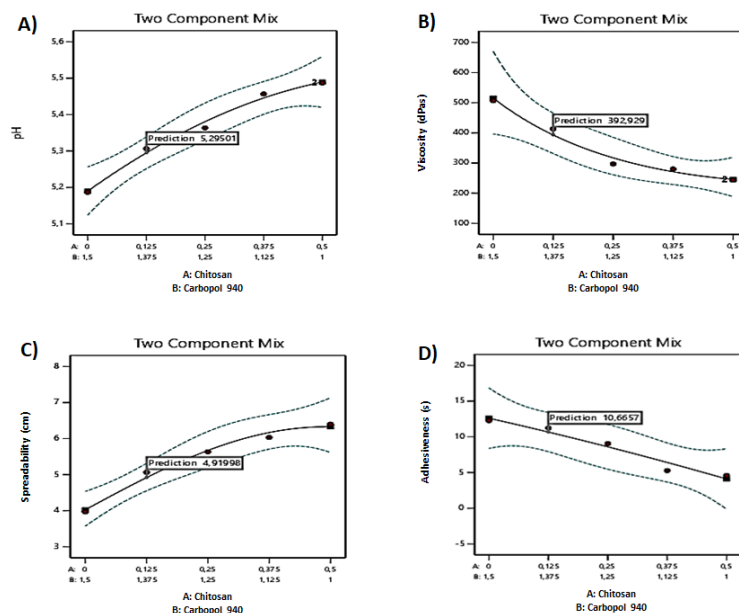 A)
Two Component Mix
5,6
5,5
5,4
5,3
5,2
5,1
pH
2
Prediction 5,29501
A: 0 0,125 0,25 0,375 0,5
B: 1,5 1,375 1,25 1,125 1
A: Chitosan
B: Carbopol 940
B)
Two Component Mix
700
600
500
400
300
200
100
Viscosity (dPas)
Prediction 392,929
2
A: 0 0,125 0,25 0,375 0,5
B: 1,5 1,375 1,25 1,125 1
A: Chitosan
B: Carbopol 940
C)
Two Component Mix
8
7
6
5
4
3
Spreadability (cm)
Prediction 4,91998
A: 0 0,125 0,25 0,375 0,5
B: 1,5 1,375 1,25 1,125 1
A: Chitosan
B: Carbopol 940
D)
Two Component Mix
20
15
10
5
0
-5
Adhesiveness (s)
Prediction 10,6657
A: 0 0,125 0,25 0,375 0,5
B: 1,5 1,375 1,25 1,125 1
A: Chitosan
B: Carbopol 940